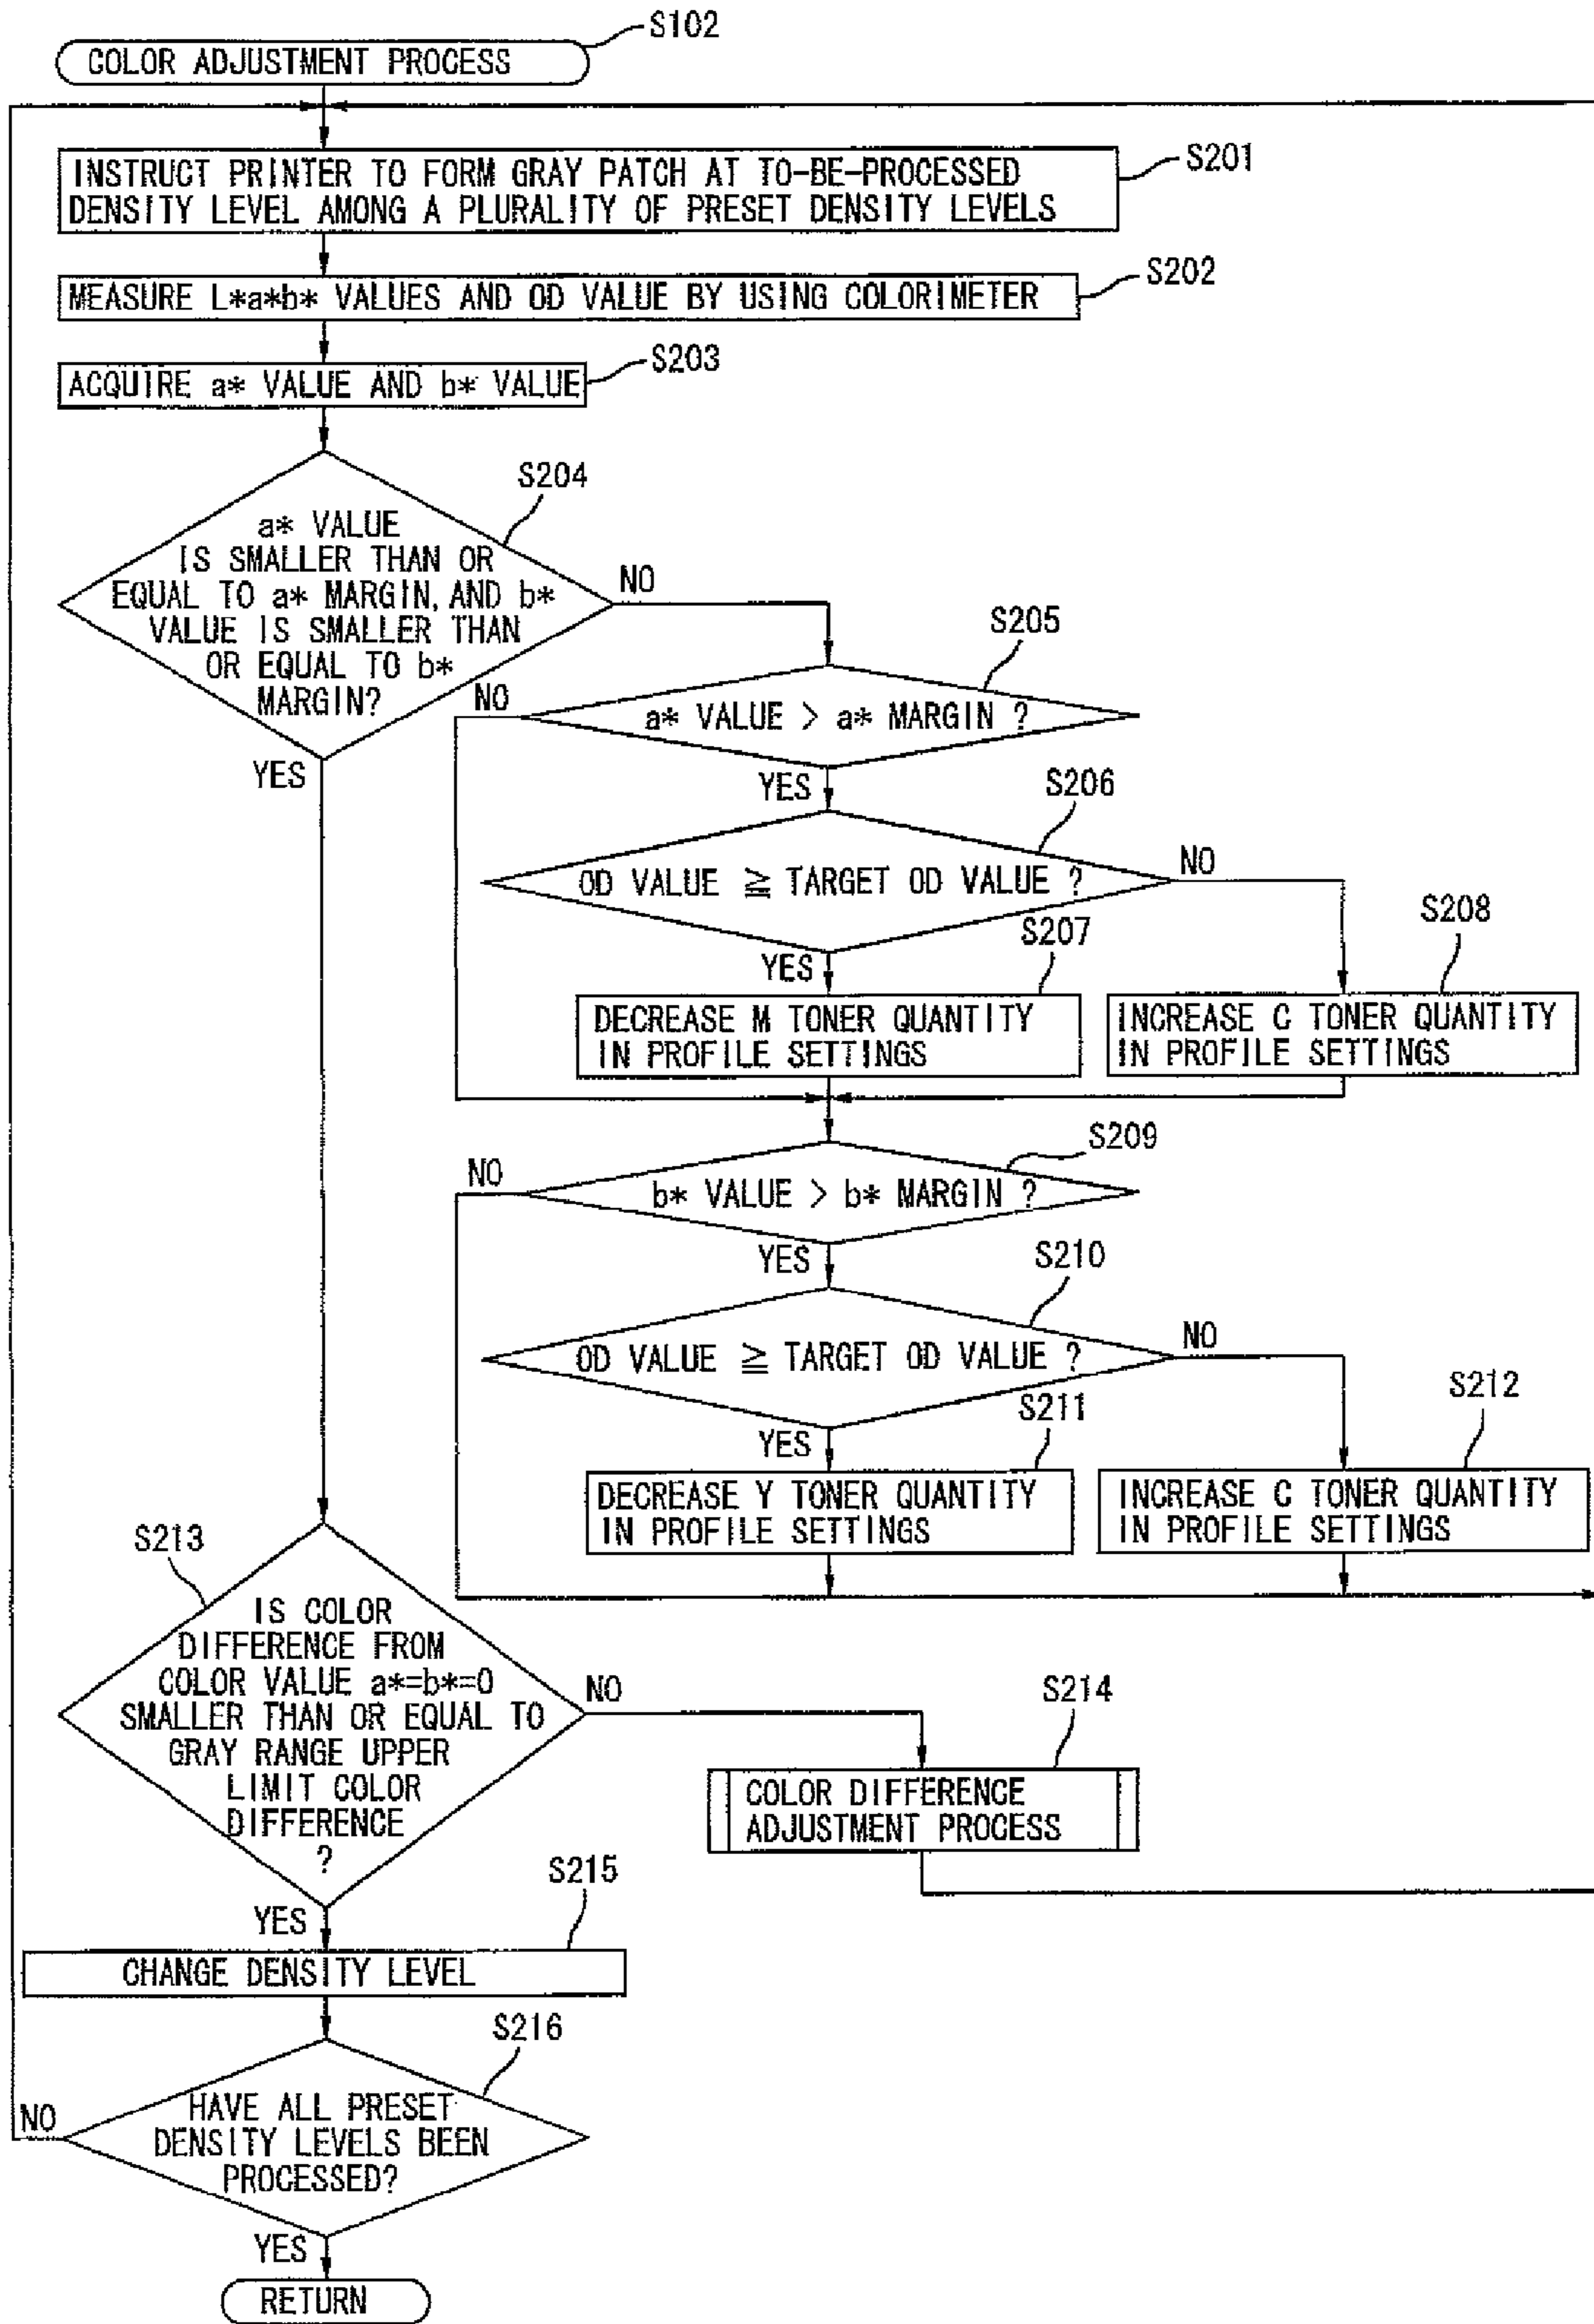 S102
COLOR ADJUSTMENT PROCESS
S201
INSTRUCT PRINTER TO FORM GRAY PATCH AT TO-BE-PROCESSED
DENSITY LEVEL AMONG A PLURALITY OF PRESET DENSITY LEVELS
S202
MEASURE L*a*b* VALUES AND OD VALUE BY USING COLORIMETER
S203
ACQUIRE a* VALUE AND b* VALUE
S204
a* VALUE
IS SMALLER THAN OR
EQUAL TO a* MARGIN, AND b*
VALUE IS SMALLER THAN
OR EQUAL TO b*
MARGIN?
NO
YES
S205
a* VALUE > a* MARGIN ?
NO
YES
S206
OD VALUE ≧ TARGET OD VALUE ?
NO
YES
S207
DECREASE M TONER QUANTITY
IN PROFILE SETTINGS
S208
INCREASE C TONER QUANTITY
IN PROFILE SETTINGS
S209
b* VALUE > b* MARGIN ?
NO
YES
S210
OD VALUE ≧ TARGET OD VALUE ?
NO
YES
S211
DECREASE Y TONER QUANTITY
IN PROFILE SETTINGS
S212
INCREASE C TONER QUANTITY
IN PROFILE SETTINGS
S213
IS COLOR
DIFFERENCE FROM
COLOR VALUE a*=b*=0
SMALLER THAN OR EQUAL TO
GRAY RANGE UPPER
LIMIT COLOR
DIFFERENCE
?
NO
YES
S214
COLOR DIFFERENCE
ADJUSTMENT PROCESS
S215
CHANGE DENSITY LEVEL
S216
HAVE ALL PRESET
DENSITY LEVELS BEEN
PROCESSED?
NO
YES
RETURN